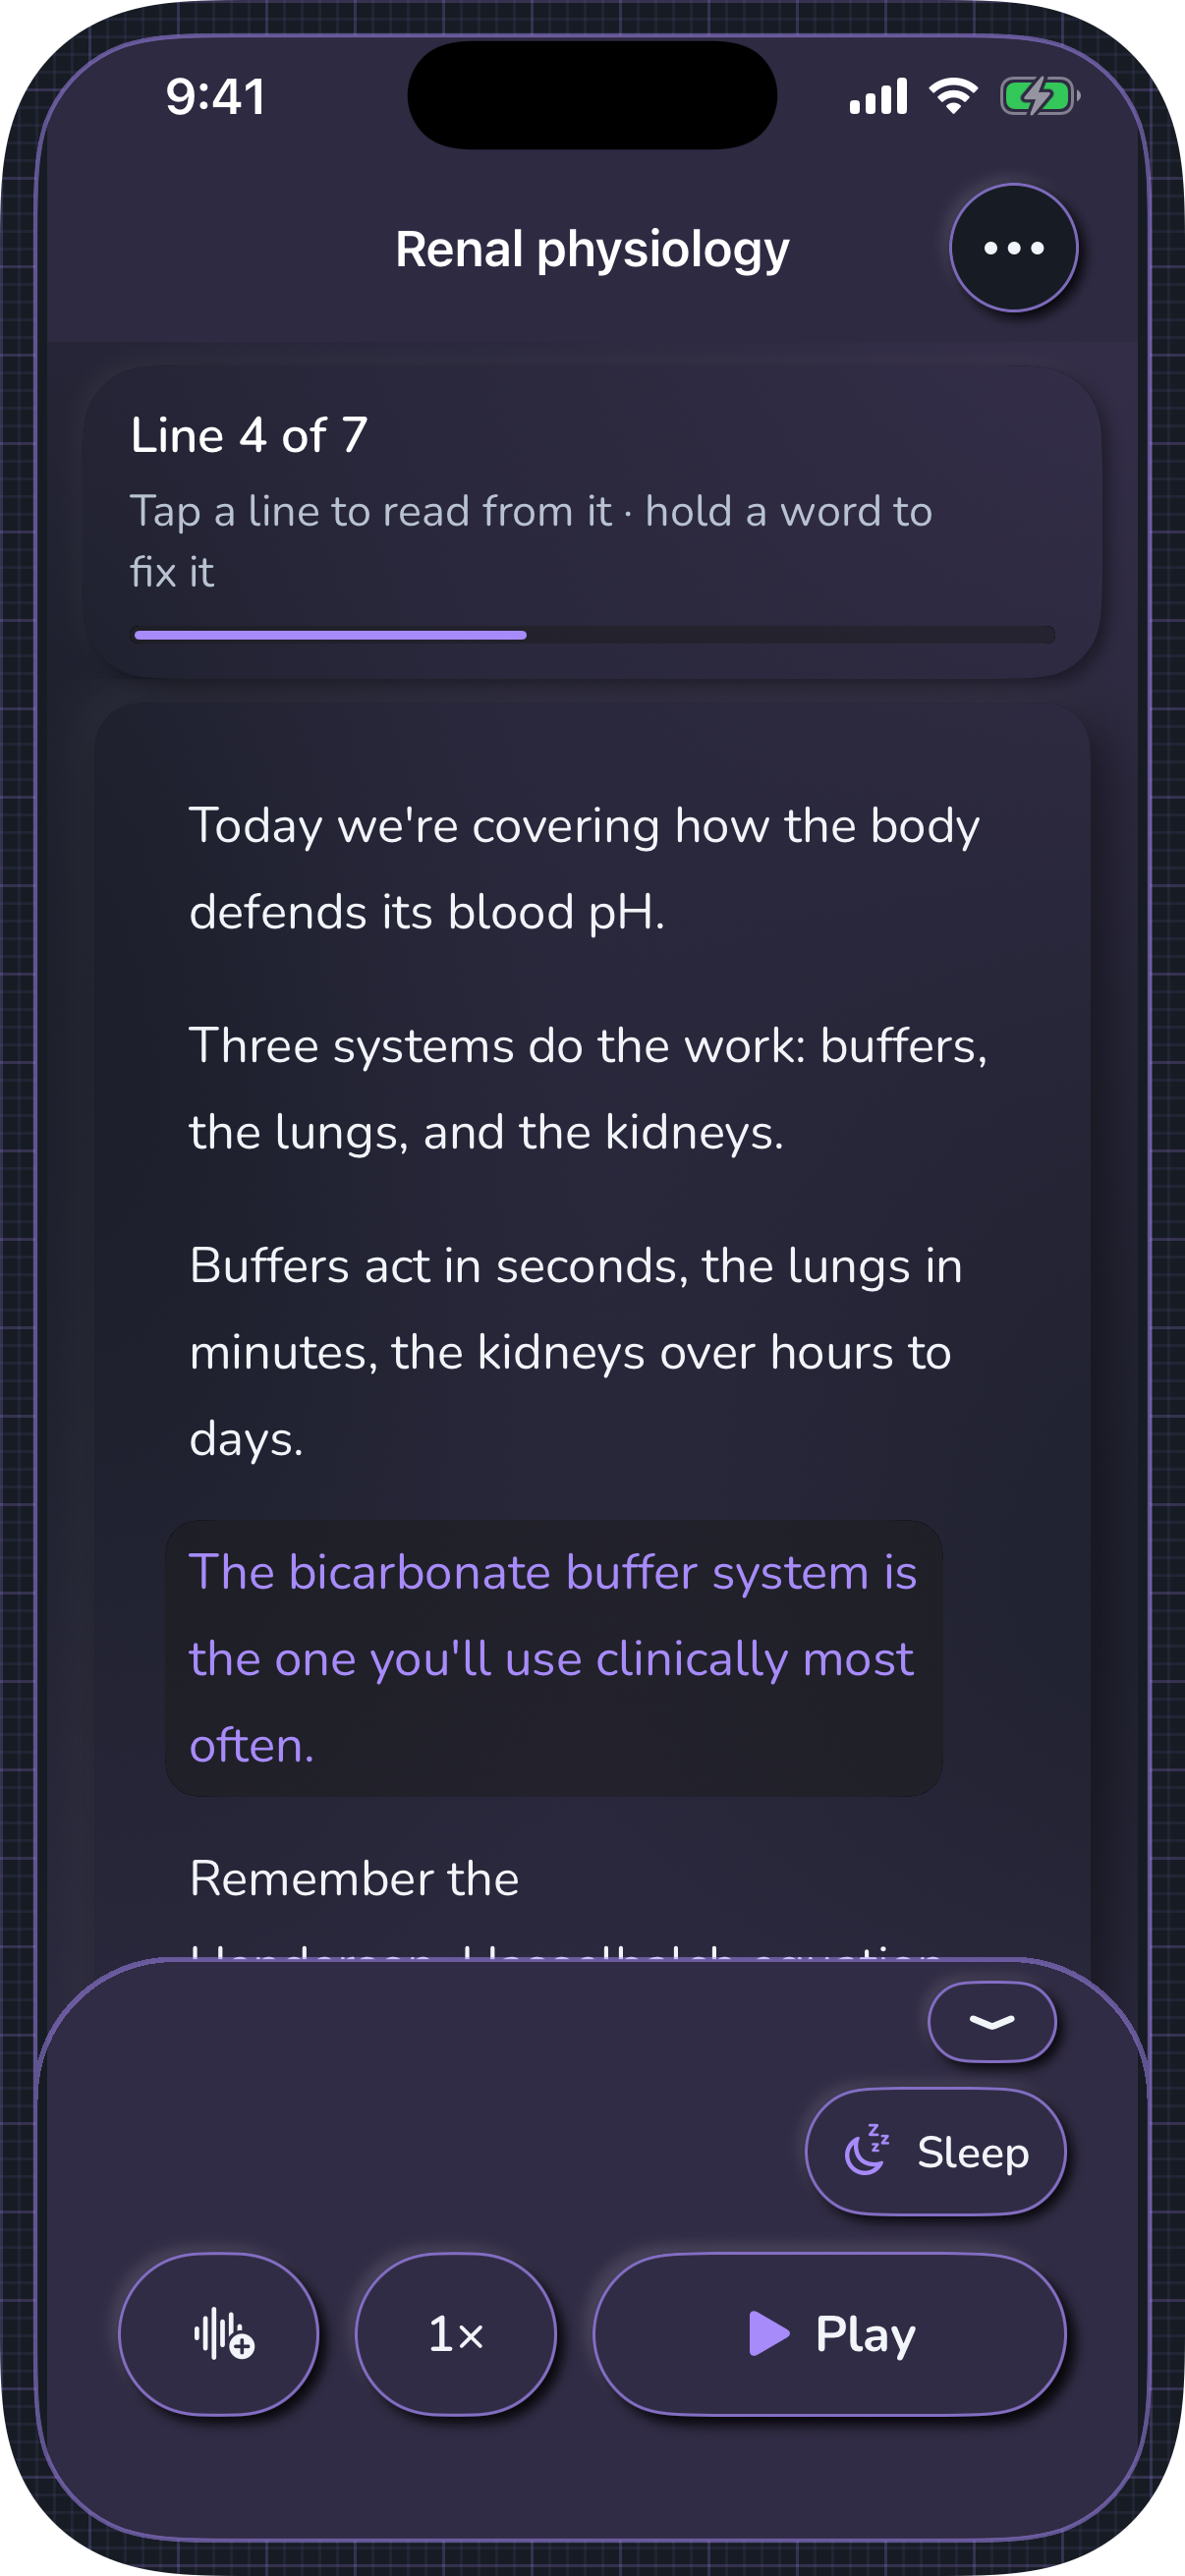 9:41
Renal physiology
Line 4 of 7
Tap a line to read from it · hold a word to
fix it
Today we're covering how the body
defends its blood pH.
Three systems do the work: buffers,
the lungs, and the kidneys.
Buffers act in seconds, the lungs in
minutes, the kidneys over hours to
days.
The bicarbonate buffer system is
the one you'll use clinically most
often.
Remember the
Sleep
1×
Play